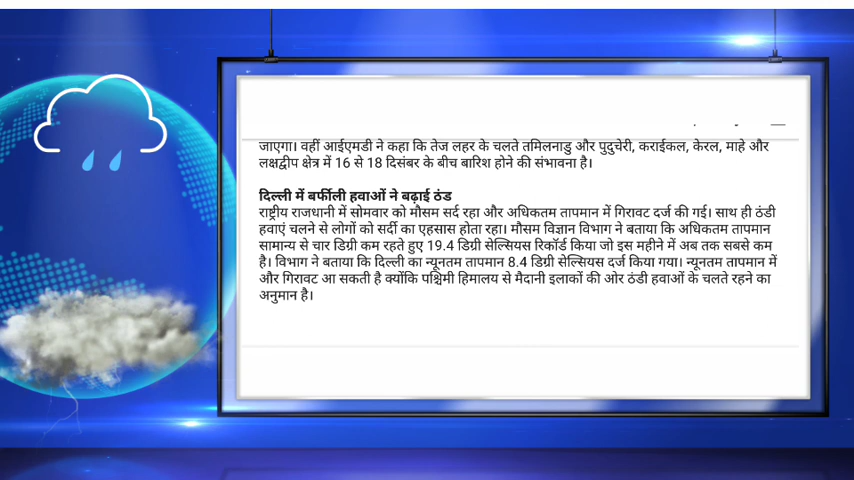 जाएगा। वहीं आईएमडी ने कहा कि तेज लहर के चलते तमिलनाडु और पुदुचेरी, कराईकल, केरल, माहे और
लक्षद्वीप क्षेत्र में 16 से 18 दिसंबर के बीच बारिश होने की संभावना है।
दिल्ली में बर्फीली हवाओं ने बढ़ाई ठंड
राष्ट्रीय राजधानी में सोमवार को मौसम सर्द रहा और अधिकतम तापमान में गिरावट दर्ज की गई। साथ ही ठंडी
हवाएं चलने से लोगों को सर्दी का एहसास होता रहा। मौसम विज्ञान विभाग ने बताया कि अधिकतम तापमान
सामान्य से चार डिग्री कम रहते हुए 19.4 डिग्री सेल्सियस रिकॉर्ड किया जो इस महीने में अब तक सबसे कम
है। विभाग ने बताया कि दिल्ली का न्यूनतम तापमान 8.4 डिग्री सेल्सियस दर्ज किया गया। न्यूनतम तापमान में
और गिरावट आ सकती है क्योंकि पश्चिमी हिमालय से मैदानी इलाकों की ओर ठंडी हवाओं के चलते रहने का
अनुमान है।